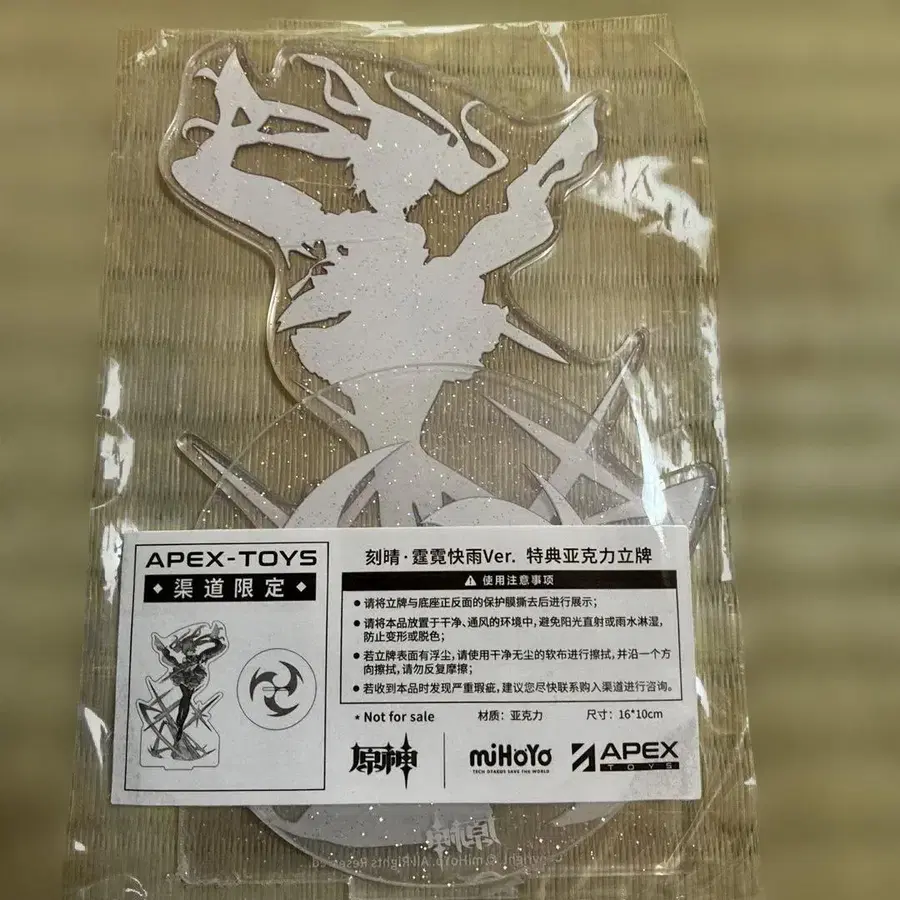 APEX-TOYS
渠道限定
刻晴·霆霓快雨Ver. 特典亚克力立牌
使用注意事项
● 请将立牌与底座正反面的保护膜撕去后进行展示；
● 请将本品放置于干净、通风的环境中，避免阳光直射或雨水淋湿，
防止变形或脱色；
● 若立牌表面有浮尘，请使用干净无尘的软布进行擦拭，并沿一个方
向擦拭，请勿反复摩擦；
● 若收到本品时发现严重瑕疵，建议您尽快联系购入渠道进行咨询。
* Not for sale
材质：亚克力
尺寸：16*10cm
原神
miHoYo
TECH OTAKUS SAVE THE WORLD
APEX
TOYS
原神
Copyright © miHoYo. All Rights Reserved